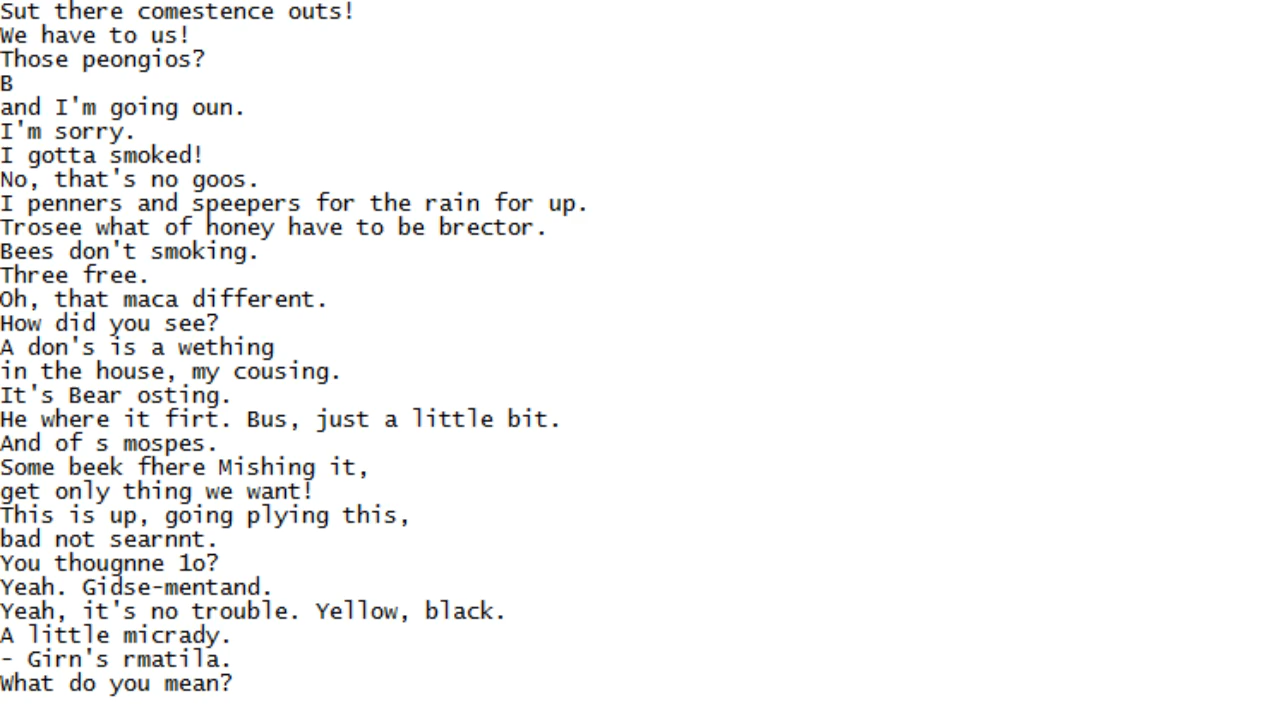 Sut there comestence outs!
We have to us!
Those peongios?
B
and I'm going oun.
I'm sorry.
I gotta smoked!
No, that's no goos.
I penners and speepers for the rain for up.
Trosee what of honey have to be brector.
Bees don't smoking.
Three free.
Oh, that maca different.
How did you see?
A don's is a wething
in the house, my cousing.
It's Bear osting.
He where it firt. Bus, just a little bit.
And of s mospes.
Some beek fhere Mishing it,
get only thing we want!
This is up, going plying this,
bad not searnnt.
You thougnne 1o?
Yeah. Gidse-mentand.
Yeah, it's no trouble. Yellow, black.
A little micrady.
- Girn's rmatila.
What do you mean?